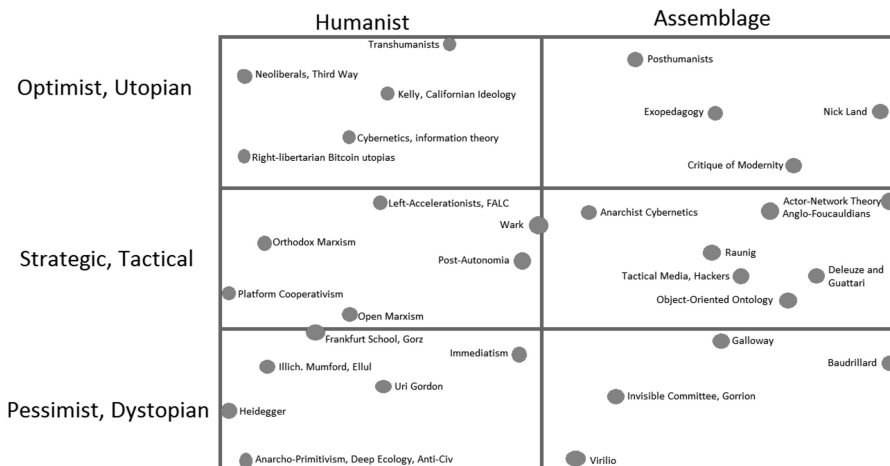 Humanist
Assemblage
Optimist, Utopian
Transhumanists
Neoliberals, Third Way
Kelly, Californian Ideology
Cybernetics, information theory
Right-libertarian Bitcoin utopias
Posthumanists
Exopedagogy
Nick Land
Critique of Modernity
Strategic, Tactical
Left-Accelerationists, FALC
Wark
Orthodox Marxism
Post-Autonomia
Platform Cooperativism
Open Marxism
Actor-Network Theory
Anglo-Foucauldians
Anarchist Cybernetics
Raunig
Tactical Media, Hackers
Deleuze and
Guattari
Object-Oriented Ontology
Pessimist, Dystopian
Frankfurt School, Gorz
Immediatism
Illich. Mumford, Ellul
Uri Gordon
Heidegger
Anarcho-Primitivism, Deep Ecology, Anti-Civ
Galloway
Baudrillard
Invisible Committee, Gorrion
Virilio